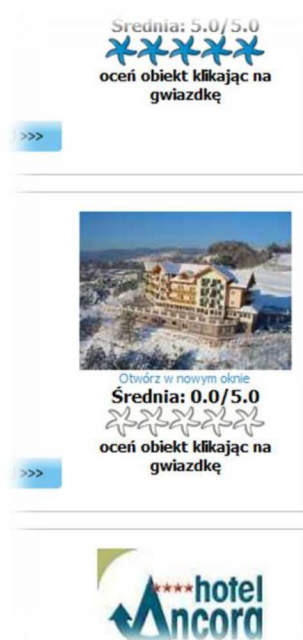 Średnia: 5.0/5.0
oceń obiekt klikając na
gwiazdkę
>>>
Otwórz w nowym oknie
Średnia: 0.0/5.0
oceń obiekt klikając na
gwiazdkę
>>>
hotel
Ancora